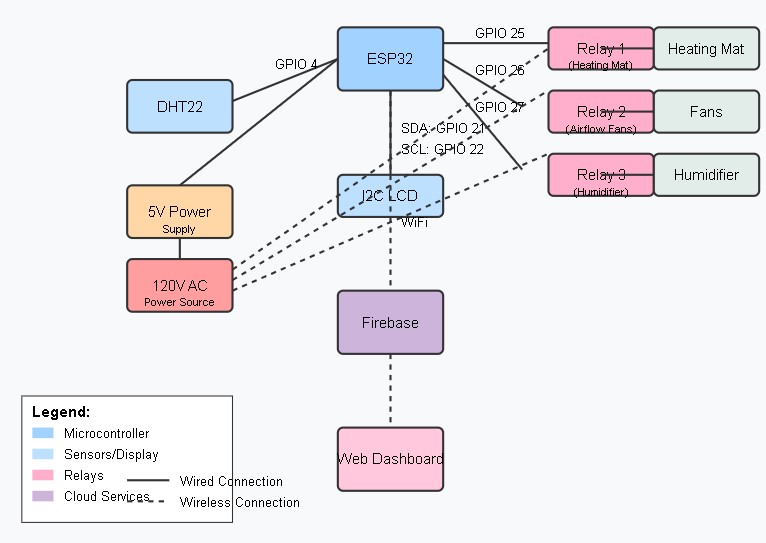 GPIO 25
ESP32
Relay 1
(Heating Mat)
Heating Mat
GPIO 4
GPIO 26
DHT22
GPIO 27
Relay 2
(Airflow Fans)
Fans
SDA: GPIO 21
SCL: GPIO 22
Relay 3
(Humidifier)
Humidifier
I2C LCD
5V Power
Supply
WiFi
120V AC
Power Source
Firebase
Legend:
Microcontroller
Sensors/Display
Relays
Cloud Services
Wired Connection
Wireless Connection
Web Dashboard